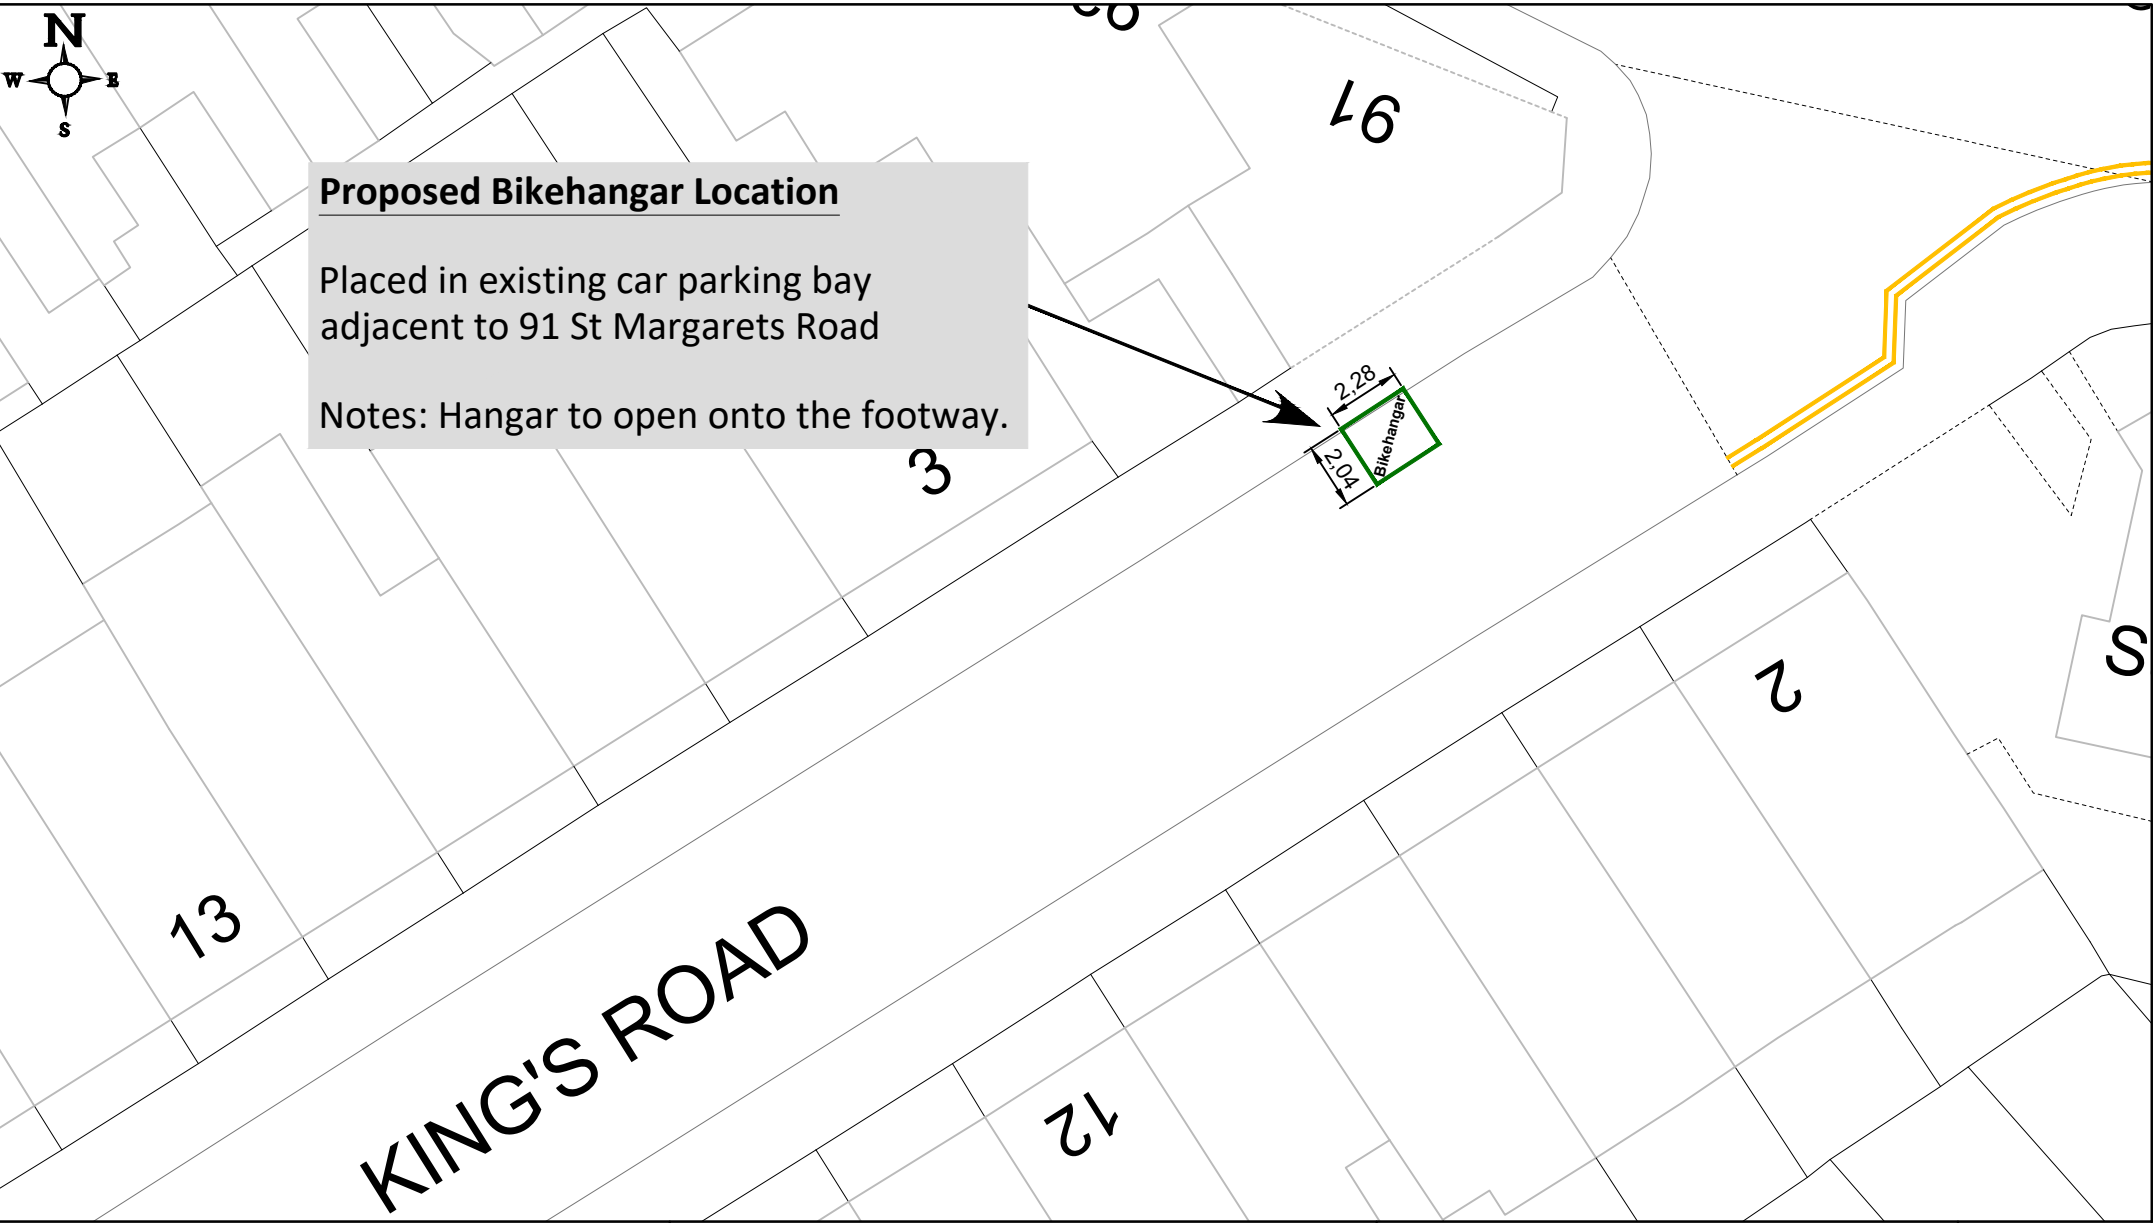 N
W
E
S
91
Proposed Bikehangar Location
Placed in existing car parking bay
adjacent to 91 St Margarets Road
Notes: Hangar to open onto the footway.
2,28
Bikehangar
2,04
3
2
S
13
KING'S ROAD
12